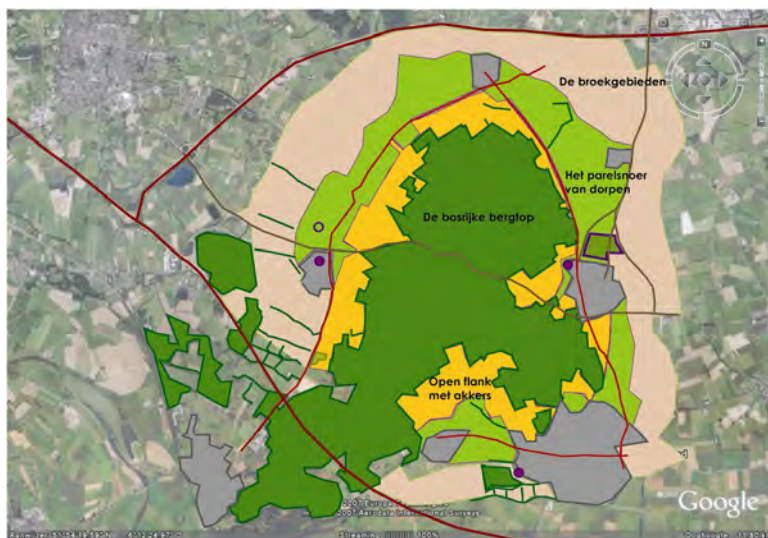 De broekgebieden
Het parelsnoer
van dorpen
De bosrijke bergtop
Open flank
met akkers
N
Google